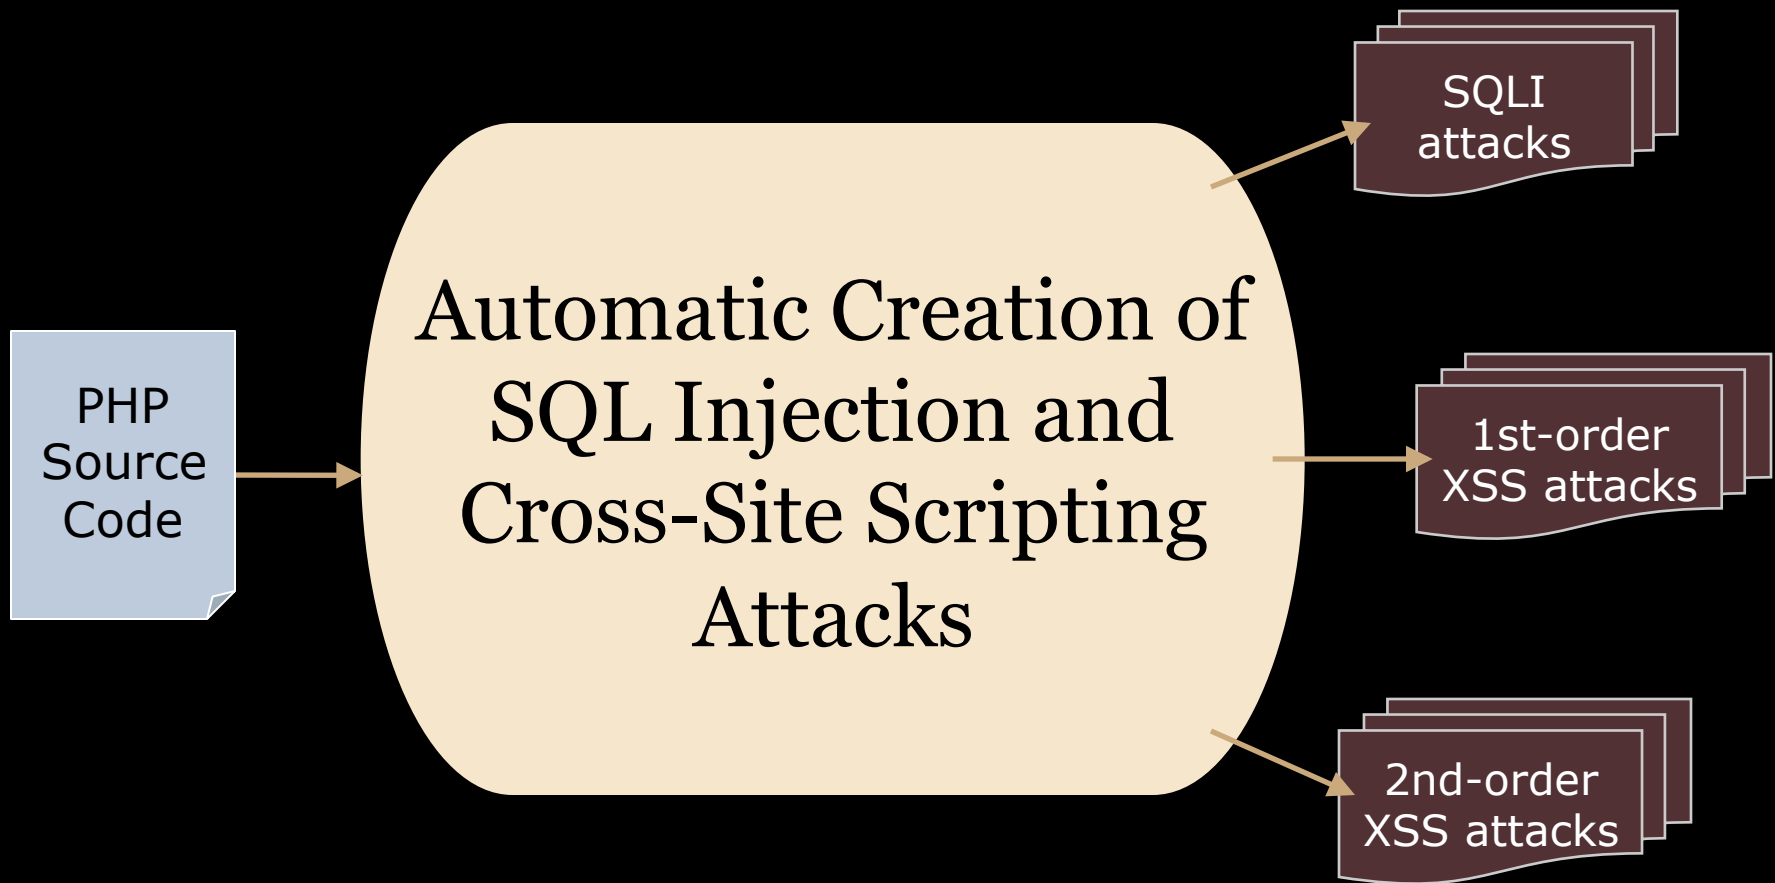 PHP
Source
Code
Automatic Creation of
SQL Injection and
Cross-Site Scripting
Attacks
SQLI
attacks
1st-order
XSS attacks
2nd-order
XSS attacks